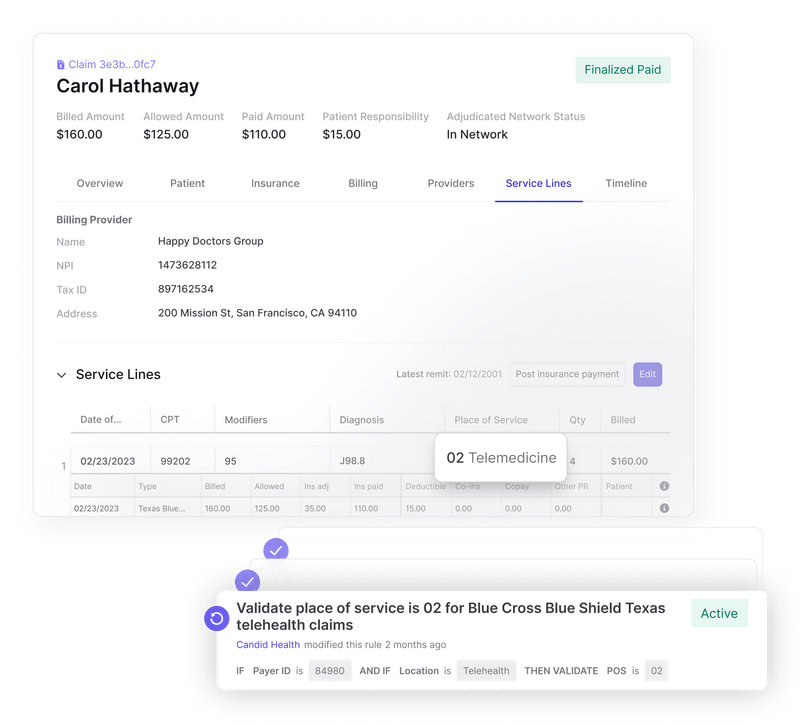 Claim 3e3b...0fc7
Carol Hathaway
Finalized Paid
Billed Amount Allowed Amount Paid Amount Patient Responsibility Adjudicated Network Status
$160.00 $125.00 $110.00 $15.00 In Network
Overview Patient Insurance Billing Providers Service Lines Timeline
Billing Provider
Name Happy Doctors Group
NPI 1473628112
Tax ID 897162534
Address 200 Mission St, San Francisco, CA 94110
Service Lines Latest remit: 02/12/2001 Post insurance payment Edit
Date of... CPT Modifiers Diagnosis Place of Service Qty Billed
1 02/23/2023 99202 95 J98.8 02 Telemedicine 4 $160.00
Date Type Billed Allowed Ins adj Ins paid Deductible Co-ins Copay Other PR Patient
02/23/2023 Texas Blue... 160.00 125.00 35.00 110.00 15.00 0.00 0.00 0.00
Validate place of service is 02 for Blue Cross Blue Shield Texas
telehealth claims
Active
Candid Health modified this rule 2 months ago
IF Payer ID is 84980 AND IF Location is Telehealth THEN VALIDATE POS is 02